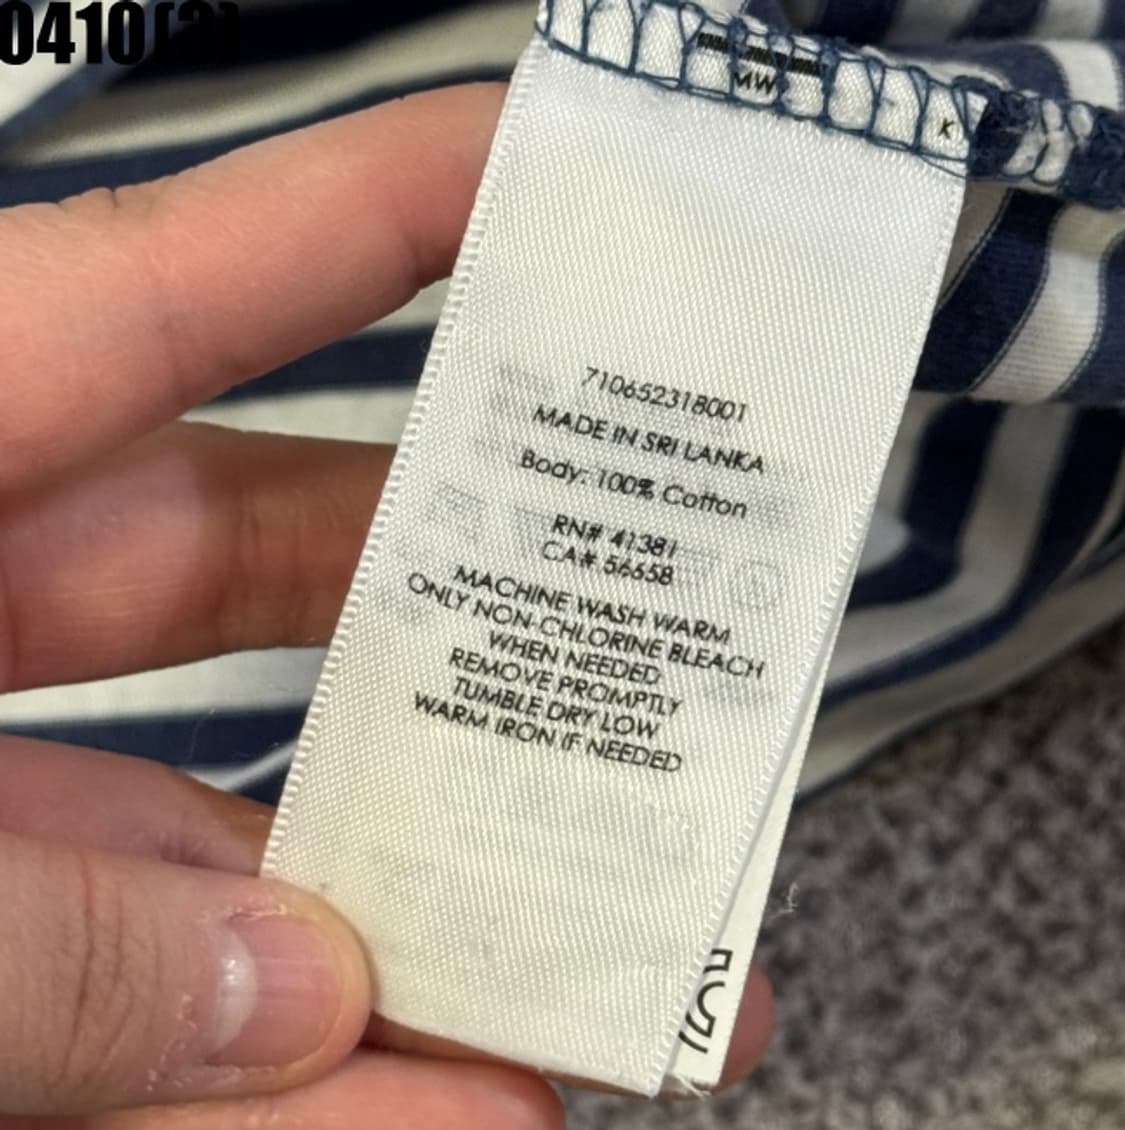 0410(3)
MW
K
710652318001
MADE IN SRI LANKA
Body: 100% Cotton
RN# 41381
CA# 56658
MACHINE WASH WARM
ONLY NON-CHLORINE BLEACH
WHEN NEEDED
REMOVE PROMPTLY
TUMBLE DRY LOW
WARM IRON IF NEEDED